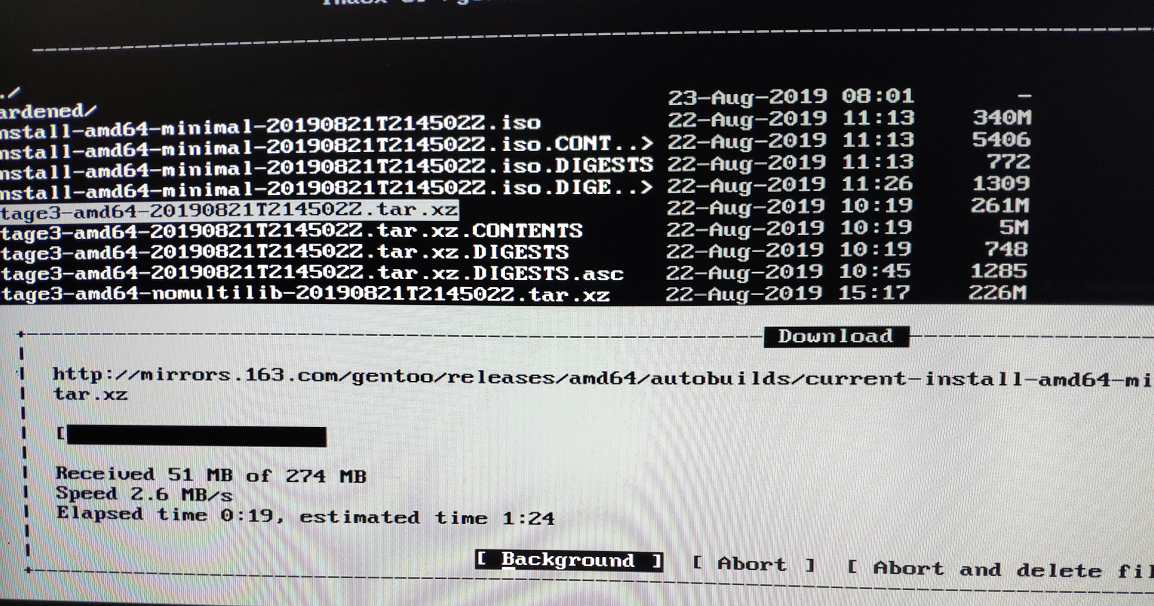 ./
ardened/ 23-Aug-2019 08:01 -
nstall-amd64-minimal-20190821T214502Z.iso 22-Aug-2019 11:13 340M
nstall-amd64-minimal-20190821T214502Z.iso.CONT..> 22-Aug-2019 11:13 5406
nstall-amd64-minimal-20190821T214502Z.iso.DIGESTS 22-Aug-2019 11:13 772
nstall-amd64-minimal-20190821T214502Z.iso.DIGE..> 22-Aug-2019 11:26 1309
tage3-amd64-20190821T214502Z.tar.xz 22-Aug-2019 10:19 261M
tage3-amd64-20190821T214502Z.tar.xz.CONTENTS 22-Aug-2019 10:19 5M
tage3-amd64-20190821T214502Z.tar.xz.DIGESTS 22-Aug-2019 10:19 748
tage3-amd64-20190821T214502Z.tar.xz.DIGESTS.asc 22-Aug-2019 10:45 1285
tage3-amd64-nomultilib-20190821T214502Z.tar.xz 22-Aug-2019 15:17 226M
Download
http://mirrors.163.com/gentoo/releases/amd64/autobuilds/current-install-amd64-mi
tar.xz
[
Received 51 MB of 274 MB
Speed 2.6 MB/s
Elapsed time 0:19, estimated time 1:24
[ Background ] [ Abort ] [ Abort and delete fil